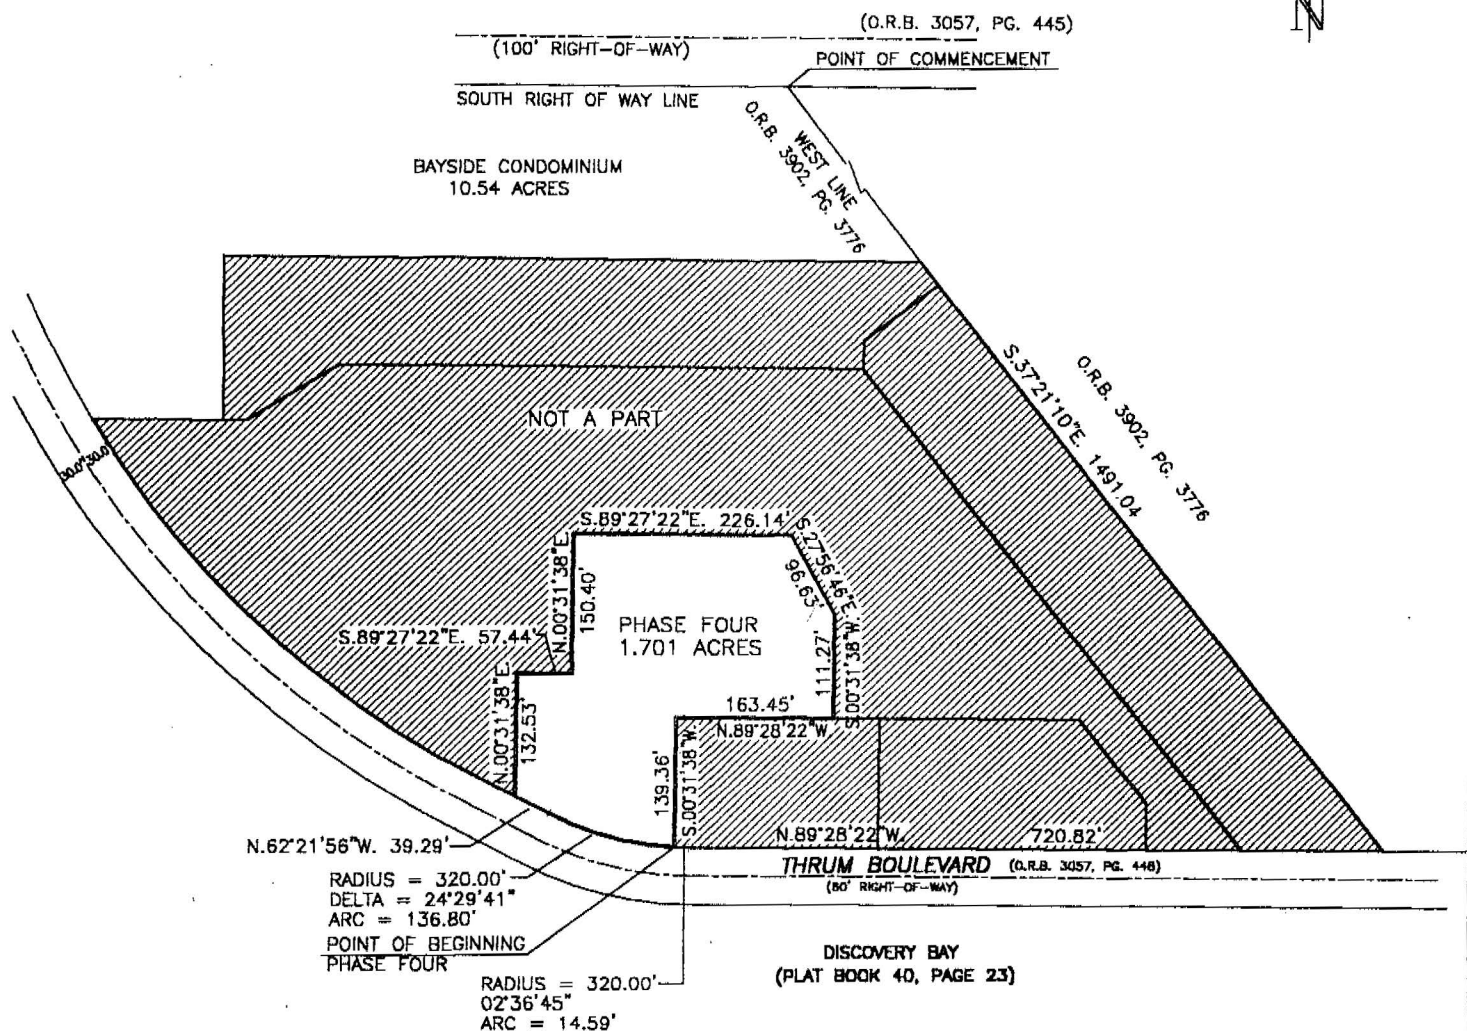 N
(O.R.B. 3057, PG. 445)
(100' RIGHT-OF-WAY)
POINT OF COMMENCEMENT
SOUTH RIGHT OF WAY LINE
WEST LINE
O.R.B. 3902, PG. 3776
BAYSIDE CONDOMINIUM
10.54 ACRES
S.37°21'10"E. 1491.04
O.R.B. 3902, PG. 3776
NOT A PART
30.0'
30.0'
S.89°27'22"E. 226.14'
S.27°56'46"E.
96.63'
N.00°31'38"E.
150.40'
PHASE FOUR
1.701 ACRES
S.89°27'22"E. 57.44'
111.27'
S.00°31'38"W.
N.00°31'38"E.
132.53'
163.45'
N.89°28'22"W.
139.36'
S.00°31'38"W.
N.89°28'22"W. 720.82'
N.62°21'56"W. 39.29'
THRUM BOULEVARD (O.R.B. 3057, PG. 448)
(80' RIGHT-OF-WAY)
RADIUS = 320.00'
DELTA = 24°29'41"
ARC = 136.80'
POINT OF BEGINNING
PHASE FOUR
DISCOVERY BAY
(PLAT BOOK 40, PAGE 23)
RADIUS = 320.00'
02°36'45"
ARC = 14.59'